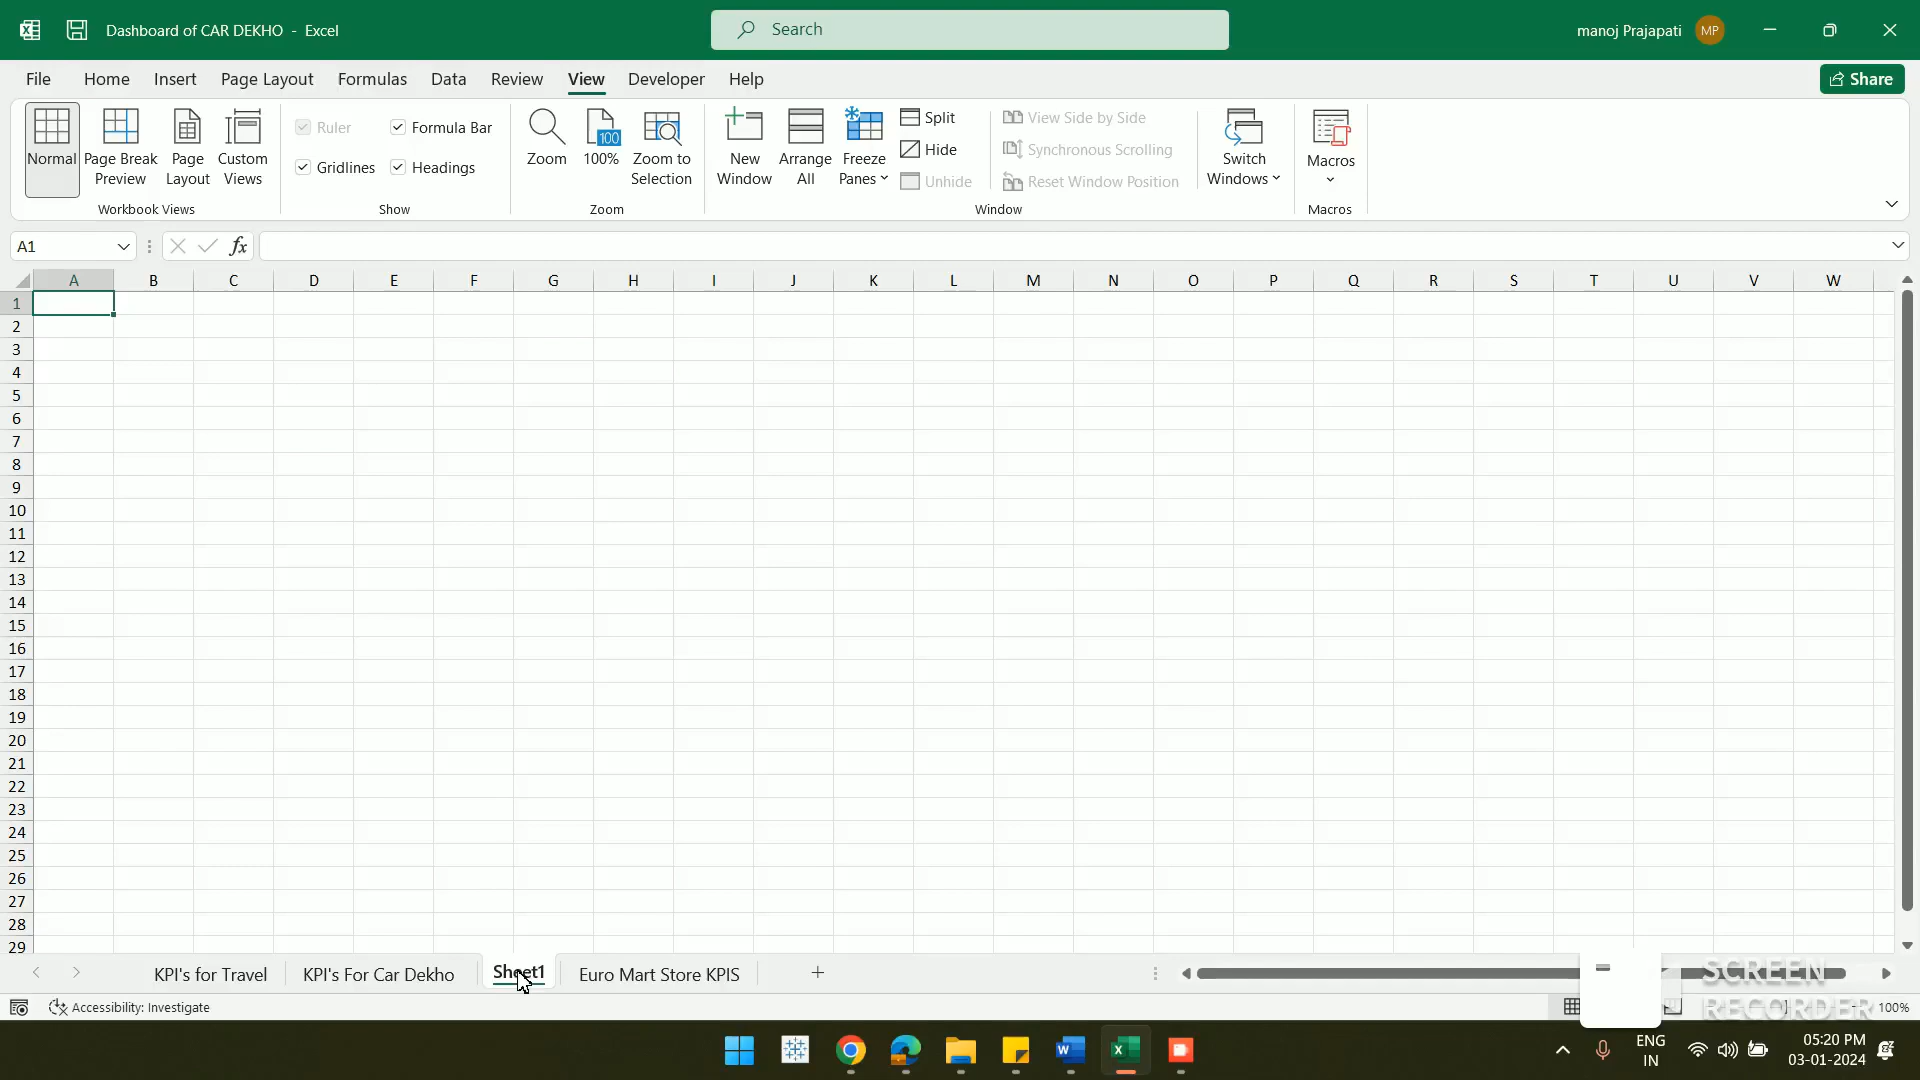 Dashboard of CAR DEKHO - Excel
Search
manoj Prajapati MP
File Home Insert Page Layout Formulas Data Review View Developer Help
Share
Normal
Page Break Preview
Page Layout
Custom Views
Workbook Views
Ruler
Formula Bar
Gridlines
Headings
Show
Zoom
100
100%
Zoom to Selection
Zoom
New Window
Arrange All
Freeze Panes
Split
Hide
Unhide
View Side by Side
Synchronous Scrolling
Reset Window Position
Switch Windows
Window
Macros
Macros
A1
fx
A B C D E F G H I J K L M N O P Q R S T U V W
1
2
3
4
5
6
7
8
9
10
11
12
13
14
15
16
17
18
19
20
21
22
23
24
25
26
27
28
29
KPI's for Travel KPI's For Car Dekho Sheet1 Euro Mart Store KPIS
SCREEN
RECORDER
Accessibility: Investigate
100%
ENG
IN
05:20 PM
03-01-2024